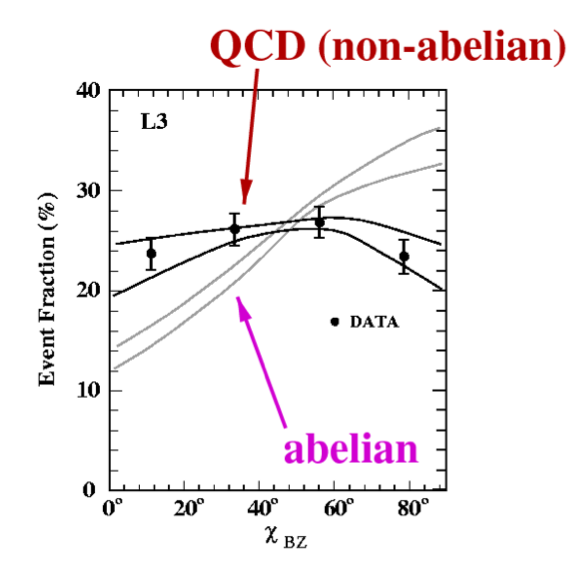 QCD (non-abelian)
40
L3
30
Event Fraction (%)
20
DATA
10
abelian
0
0° 20° 40° 60° 80°
χ BZ